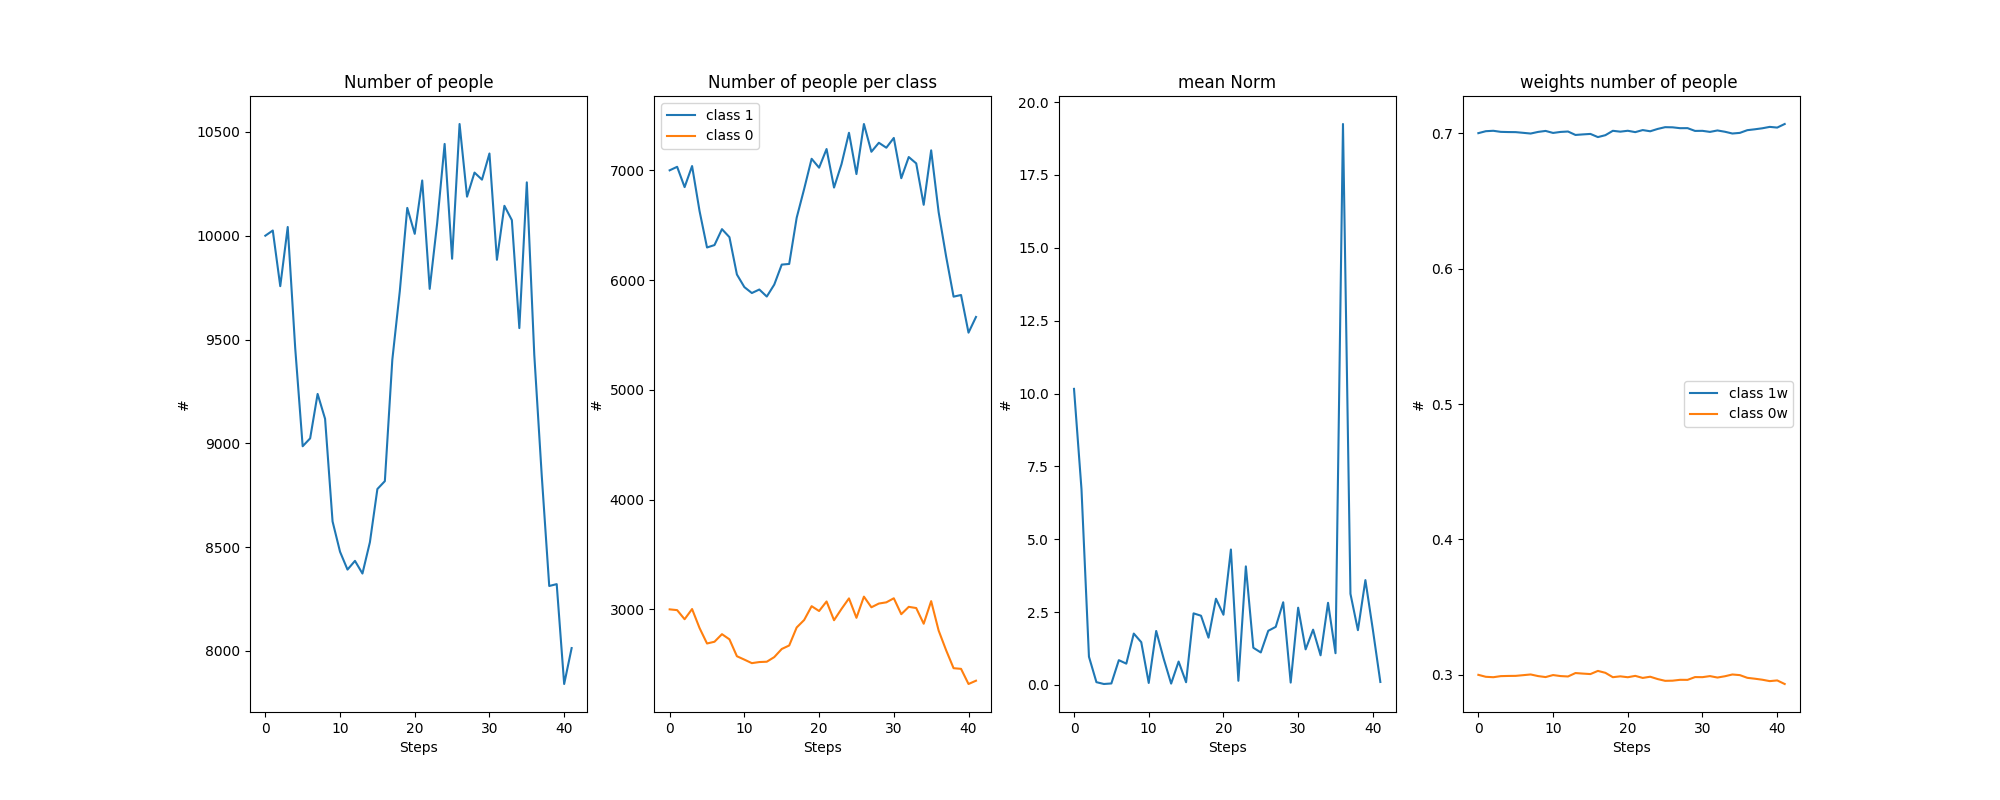 Number of people
10500
10000
9500
9000
8500
8000
#
0 10 20 30 40
Steps
Number of people per class
class 1
class 0
7000
6000
5000
4000
3000
#
0 10 20 30 40
Steps
mean Norm
20.0
17.5
15.0
12.5
10.0
7.5
5.0
2.5
0.0
#
0 10 20 30 40
Steps
weights number of people
0.7
0.6
0.5
0.4
0.3
#
class 1w
class 0w
0 10 20 30 40
Steps